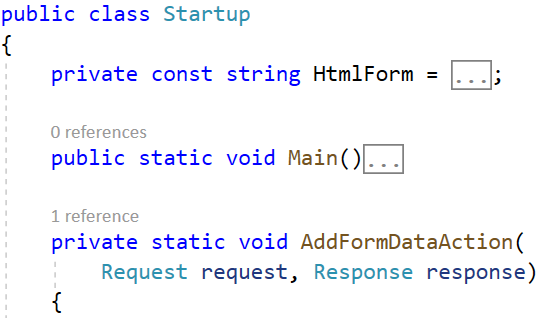 public class Startup
{
private const string HtmlForm = ...;
0 references
public static void Main()...
1 reference
private static void AddFormDataAction(
Request request, Response response)
{